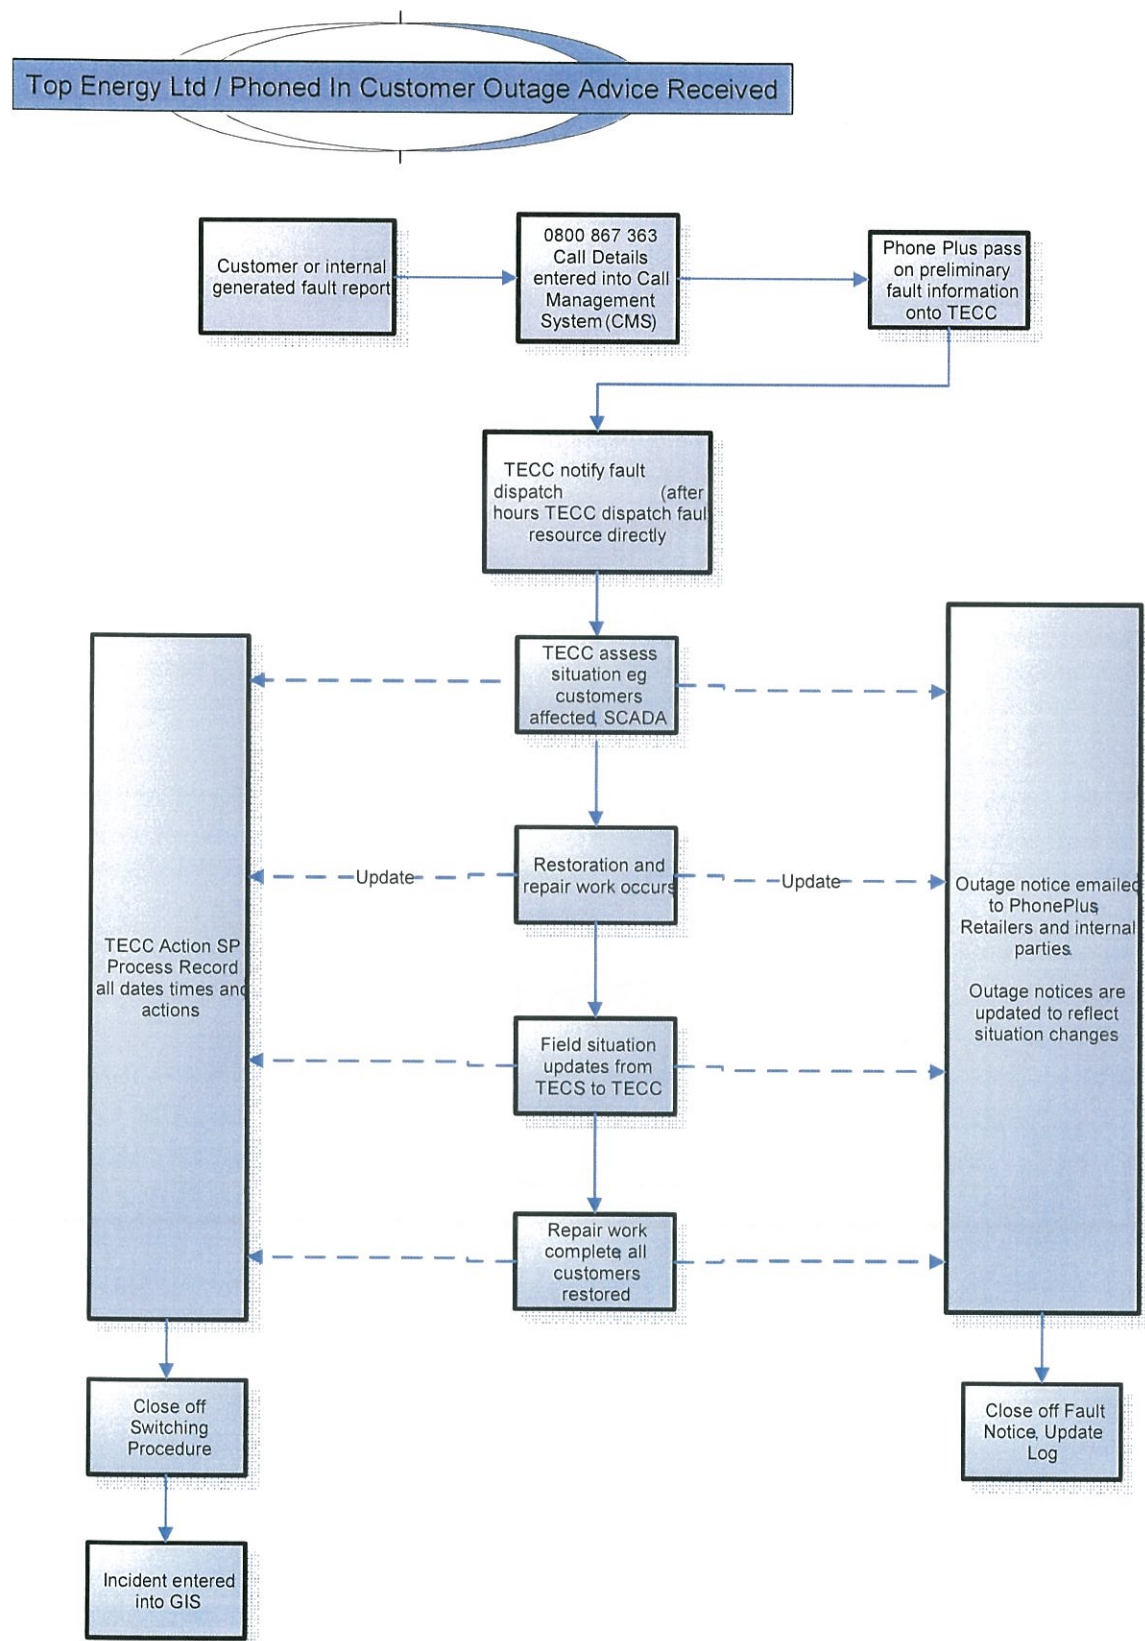 Top Energy Ltd / Phoned In Customer Outage Advice Received
Customer or internal
generated fault report
0800 867 363
Call Details
entered into Call
Management
System (CMS)
Phone Plus pass
on preliminary
fault information
onto TECC
TECC notify fault
dispatch (after
hours TECC dispatch faul
resource directly
TECC assess
situation eg
customers
affected, SCADA
Restoration and
repair work occurs
Update
Update
Field situation
updates from
TECS to TECC
Repair work
complete, all
customers
restored
TECC Action SP
Process Record
all dates times and
actions
Outage notice emailed
to PhonePlus,
Retailers and internal
parties.
Outage notices are
updated to reflect
situation changes
Close off
Switching
Procedure
Close off Fault
Notice, Update
Log
Incident entered
into GIS